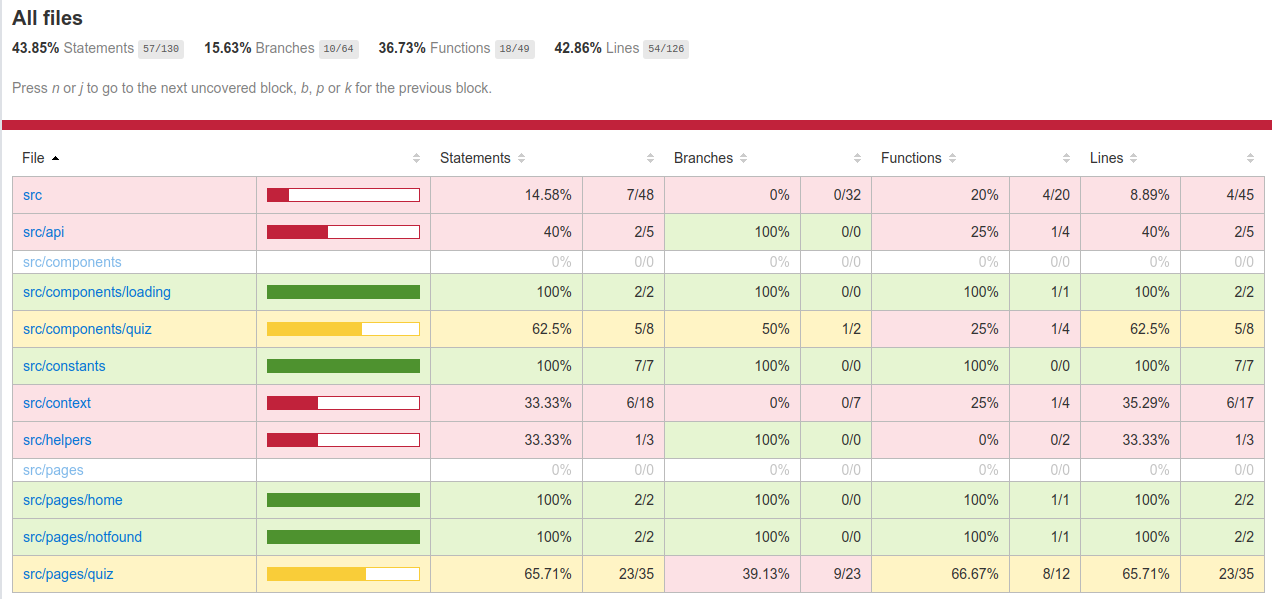 All files
43.85% Statements 57/130 15.63% Branches 10/64 36.73% Functions 18/49 42.86% Lines 54/126
Press n or j to go to the next uncovered block, b, p or k for the previous block.
File Statements Branches Functions Lines
src 14.58% 7/48 0% 0/32 20% 4/20 8.89% 4/45
src/api 40% 2/5 100% 0/0 25% 1/4 40% 2/5
src/components 0% 0/0 0% 0/0 0% 0/0 0% 0/0
src/components/loading 100% 2/2 100% 0/0 100% 1/1 100% 2/2
src/components/quiz 62.5% 5/8 50% 1/2 25% 1/4 62.5% 5/8
src/constants 100% 7/7 100% 0/0 100% 0/0 100% 7/7
src/context 33.33% 6/18 0% 0/7 25% 1/4 35.29% 6/17
src/helpers 33.33% 1/3 100% 0/0 0% 0/2 33.33% 1/3
src/pages 0% 0/0 0% 0/0 0% 0/0 0% 0/0
src/pages/home 100% 2/2 100% 0/0 100% 1/1 100% 2/2
src/pages/notfound 100% 2/2 100% 0/0 100% 1/1 100% 2/2
src/pages/quiz 65.71% 23/35 39.13% 9/23 66.67% 8/12 65.71% 23/35